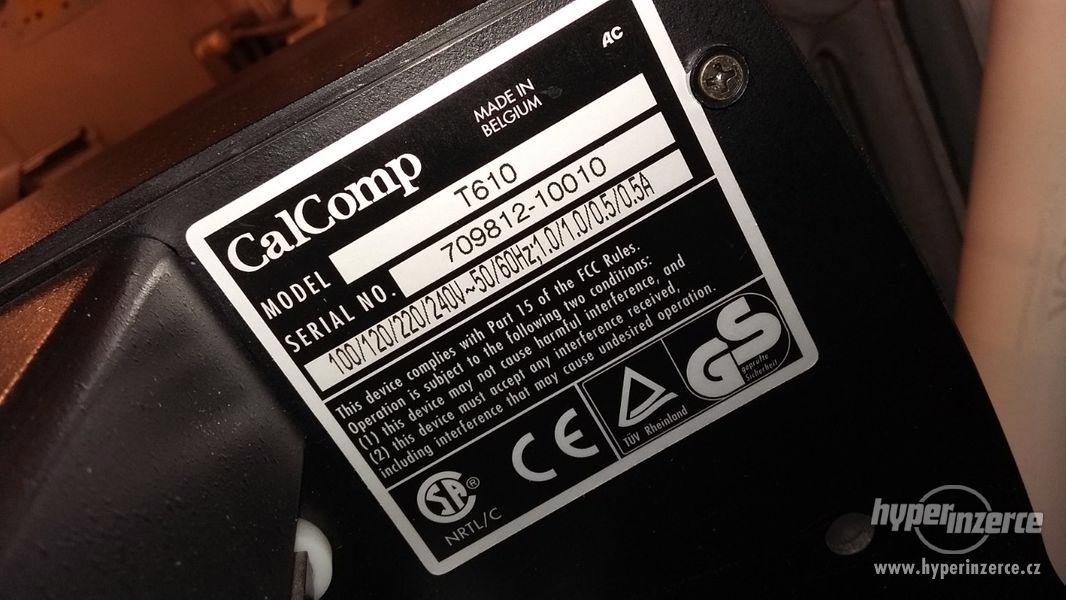 AC
MADE IN
BELGIUM
CalComp
MODEL T610
SERIAL NO. 709812-10010
100/120/220/240V~50/60Hz;1.0/1.0/0.5/0.5A
This device complies with Part 15 of the FCC Rules.
Operation is subject to the following two conditions:
(1) this device may not cause harmful interference, and
(2) this device must accept any interference received,
including interference that may cause undesired operation.
SA®
NRTL/C
CE
TÜV Rheinland
GS
geprüfte
Sicherheit
hyperinzerce
www.hyperinzerce.cz